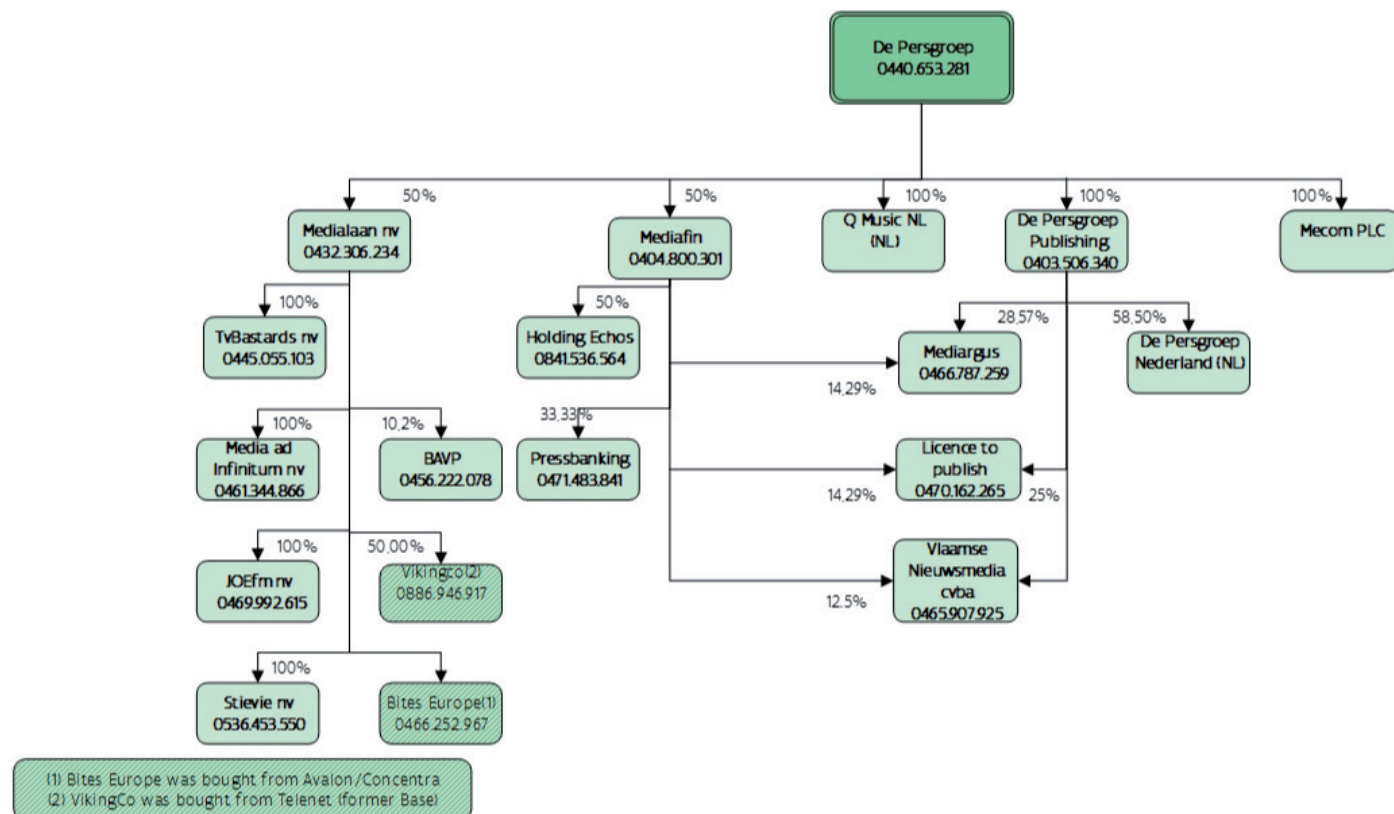 De Persgroep
0440.653.281
50%
50%
100%
100%
100%
Medialaan nv
0432.306.234
Mediafin
0404.800.301
Q Music NL
(NL)
De Persgroep
Publishing
0403.506.340
Mecom PLC
100%
50%
28,57%
58,50%
TvBastards nv
0445.055.103
Holding Echos
0841.536.564
Mediargus
0466.787.259
De Persgroep
Nederland (NL)
14,29%
100%
10,2%
33,33%
Media ad
Infinitum nv
0461.344.866
BAVP
0456.222.078
Pressbanking
0471.483.841
Licence to
publish
0470.162.265
14,29%
25%
100%
50,00%
JOEfm nv
0469.992.615
Vikingco(2)
0886.946.917
Vlaamse
Nieuwsmedia
cvba
0465.907.925
12.5%
100%
Stievie nv
0536.453.550
Bites Europe(1)
0466.252.967
(1) Bites Europe was bought from Avalon/Concentra
(2) VikingCo was bought from Telenet (former Base)